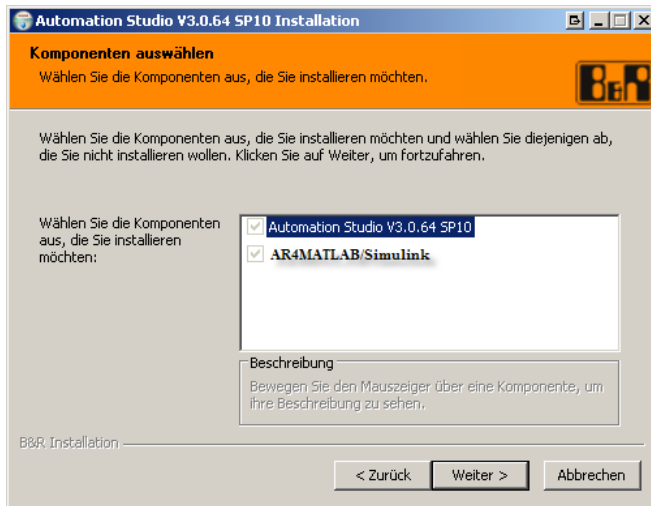 Automation Studio V3.0.64 SP10 Installation
Komponenten auswählen
Wählen Sie die Komponenten aus, die Sie installieren möchten.
B&R
Wählen Sie die Komponenten aus, die Sie installieren möchten und wählen Sie diejenigen ab,
die Sie nicht installieren wollen. Klicken Sie auf Weiter, um fortzufahren.
Wählen Sie die Komponenten
aus, die Sie installieren
möchten:
Automation Studio V3.0.64 SP10
AR4MATLAB/Simulink
Beschreibung
Bewegen Sie den Mauszeiger über eine Komponente, um
ihre Beschreibung zu sehen.
B&R Installation
< Zurück
Weiter >
Abbrechen